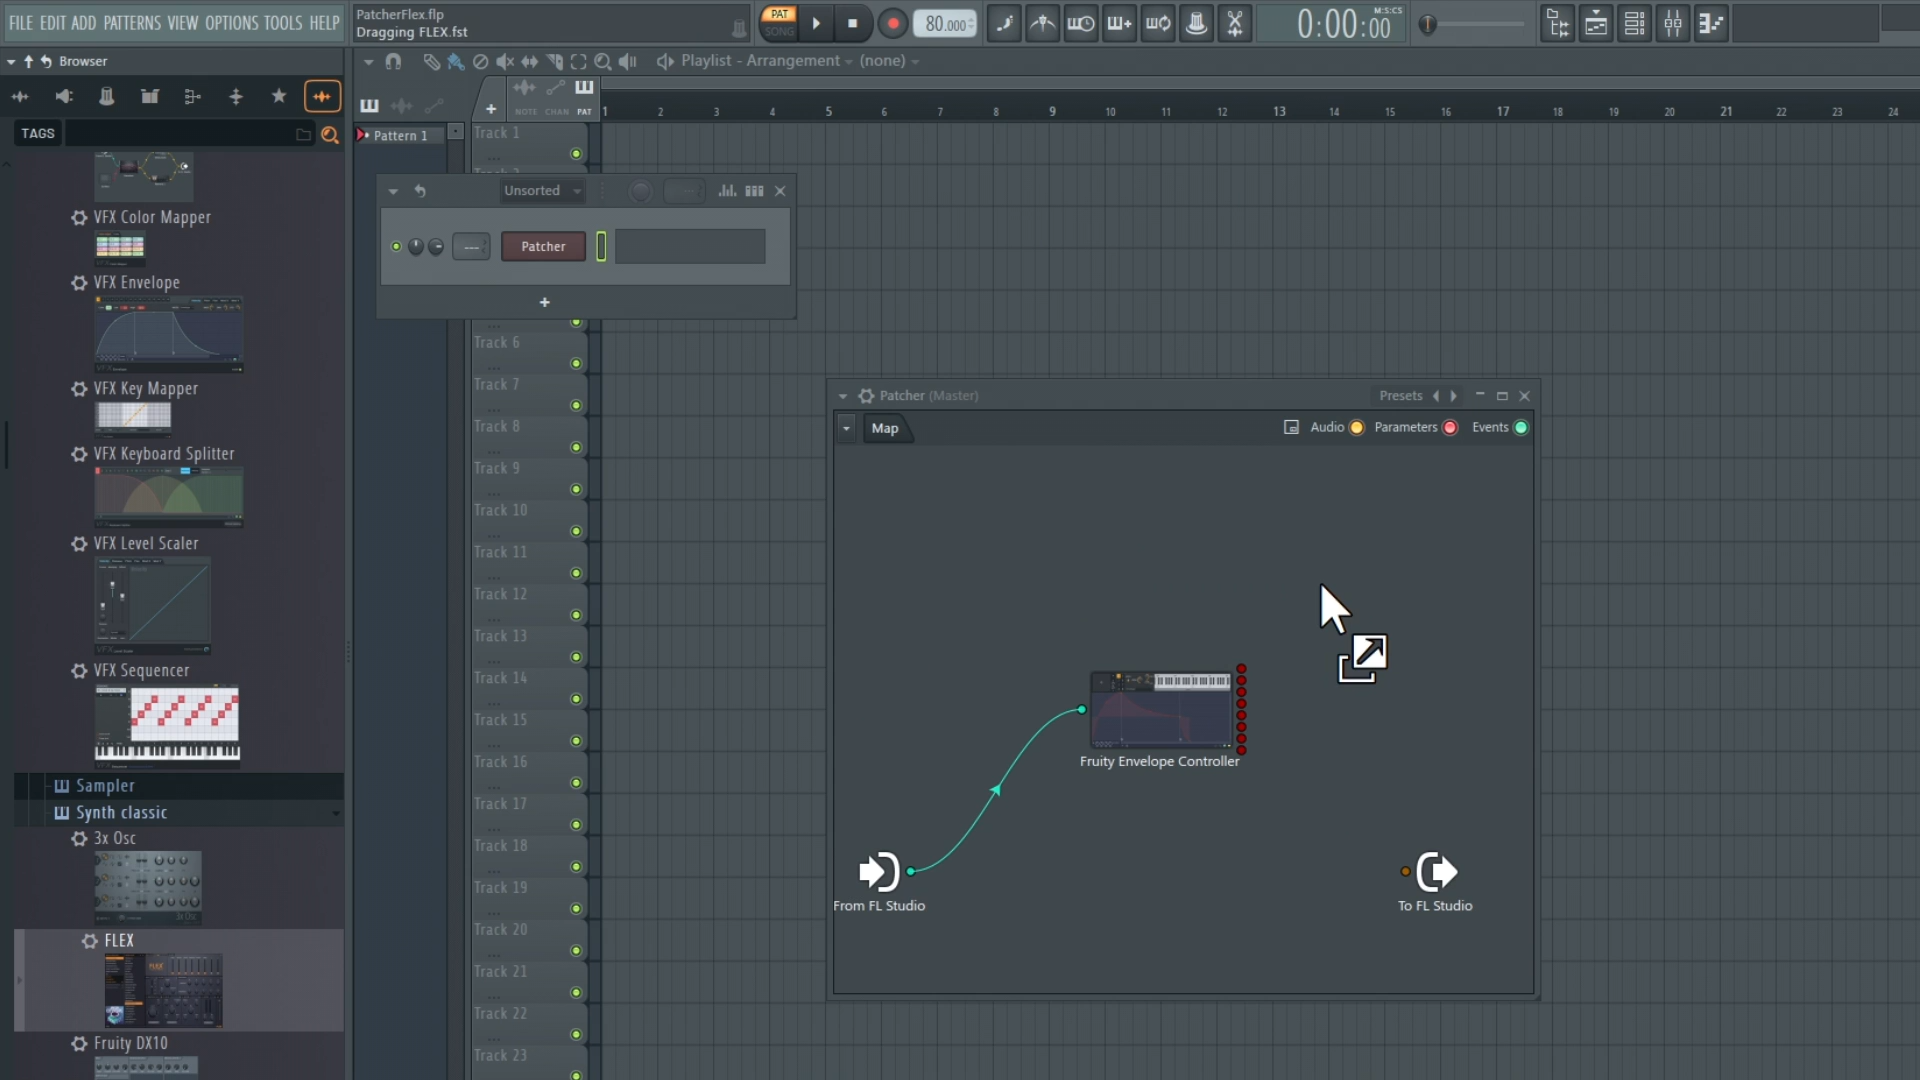 FILE EDIT ADD PATTERNS VIEW OPTIONS TOOLS HELP
PatcherFlex.flp
Dragging FLEX.fst
PAT
SONG
80.000
M:S:CS
0:00:00
Browser
Playlist - Arrangement
(none)
NOTE CHAN PAT
1 2 3 4 5 6 7 8 9 10 11 12 13 14 15 16 17 18 19 20 21 22 23 24
TAGS
Pattern 1
VFX Color Mapper
VFX Envelope
VFX Key Mapper
VFX Keyboard Splitter
VFX Level Scaler
VFX Sequencer
Sampler
Synth classic
3x Osc
FLEX
Fruity DX10
Track 1
Track 6
Track 7
Track 8
Track 9
Track 10
Track 11
Track 12
Track 13
Track 14
Track 15
Track 16
Track 17
Track 18
Track 19
Track 20
Track 21
Track 22
Track 23
Unsorted
Patcher
+
Patcher (Master)
Presets
Map
Audio
Parameters
Events
Fruity Envelope Controller
From FL Studio
To FL Studio